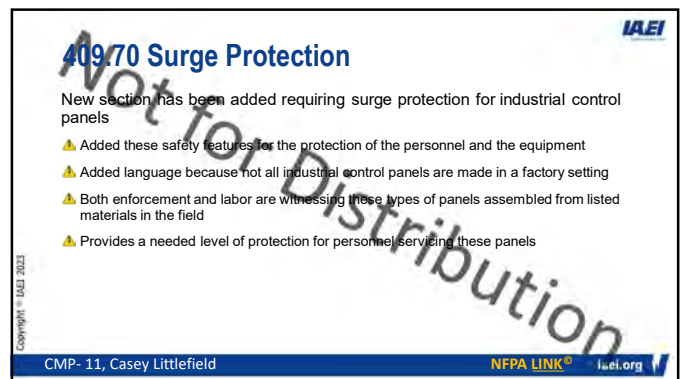 IAEI
409.70 Surge Protection
New section has been added requiring surge protection for industrial control
panels
Added these safety features for the protection of the personnel and the equipment
Added language because not all industrial control panels are made in a factory setting
Both enforcement and labor are witnessing these types of panels assembled from listed
materials in the field
Provides a needed level of protection for personnel servicing these panels
Not for Distribution
Copyright © IAEI 2023
CMP- 11, Casey Littlefield
NFPA LINK©
iaei.org